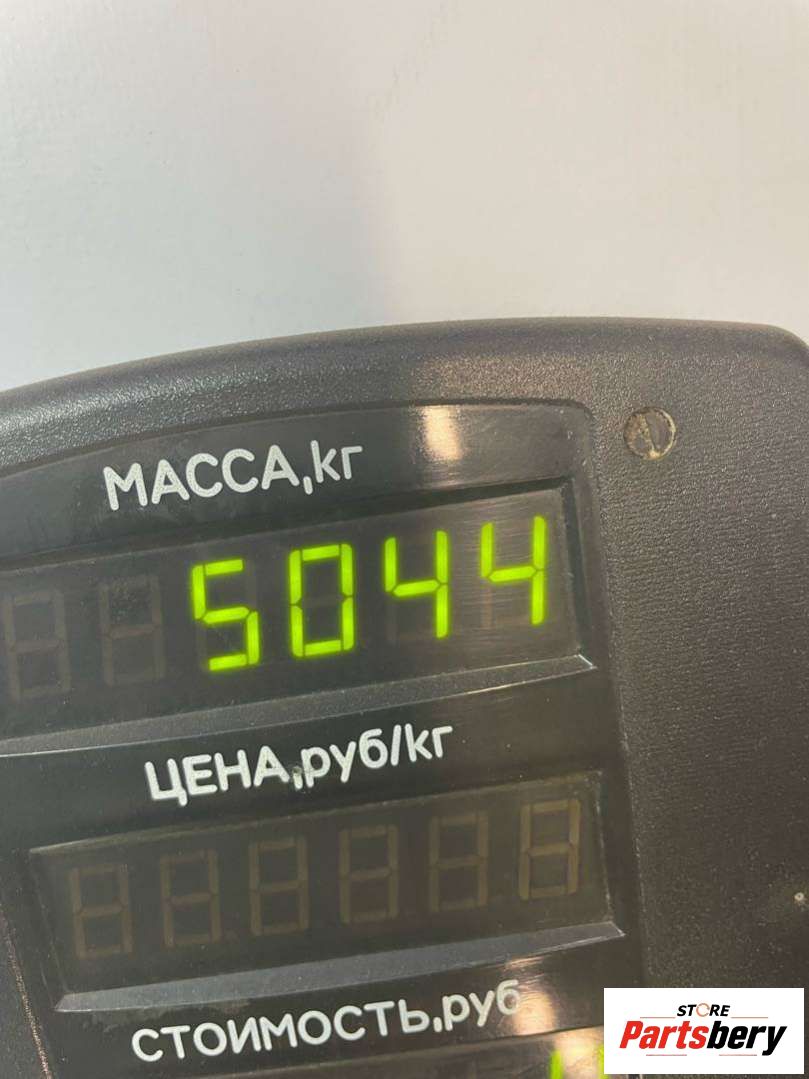 МАССА,кг
5044
ЦЕНА,руб/кг
СТОИМОСТЬ,руб
STORE
Partsbery